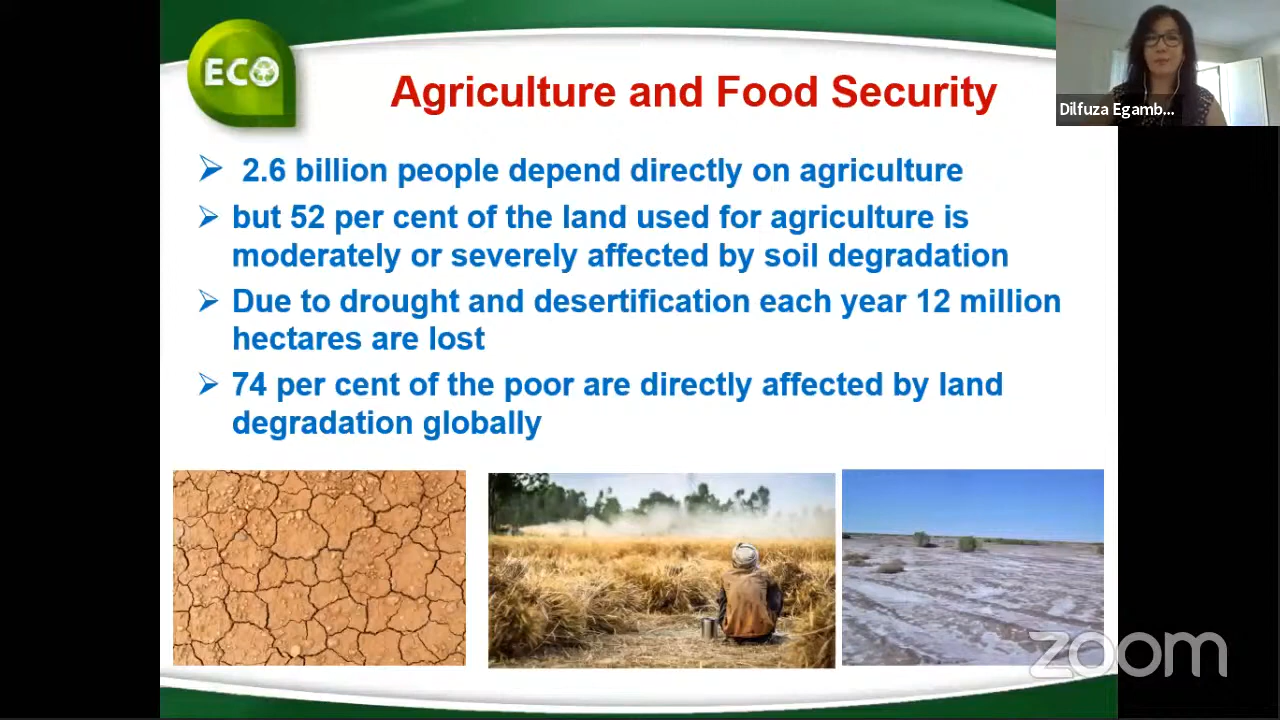 ECO
Agriculture and Food Security
Dilfuza Egamb...
➢ 2.6 billion people depend directly on agriculture
➢ but 52 per cent of the land used for agriculture is
moderately or severely affected by soil degradation
➢ Due to drought and desertification each year 12 million
hectares are lost
➢ 74 per cent of the poor are directly affected by land
degradation globally
zoom